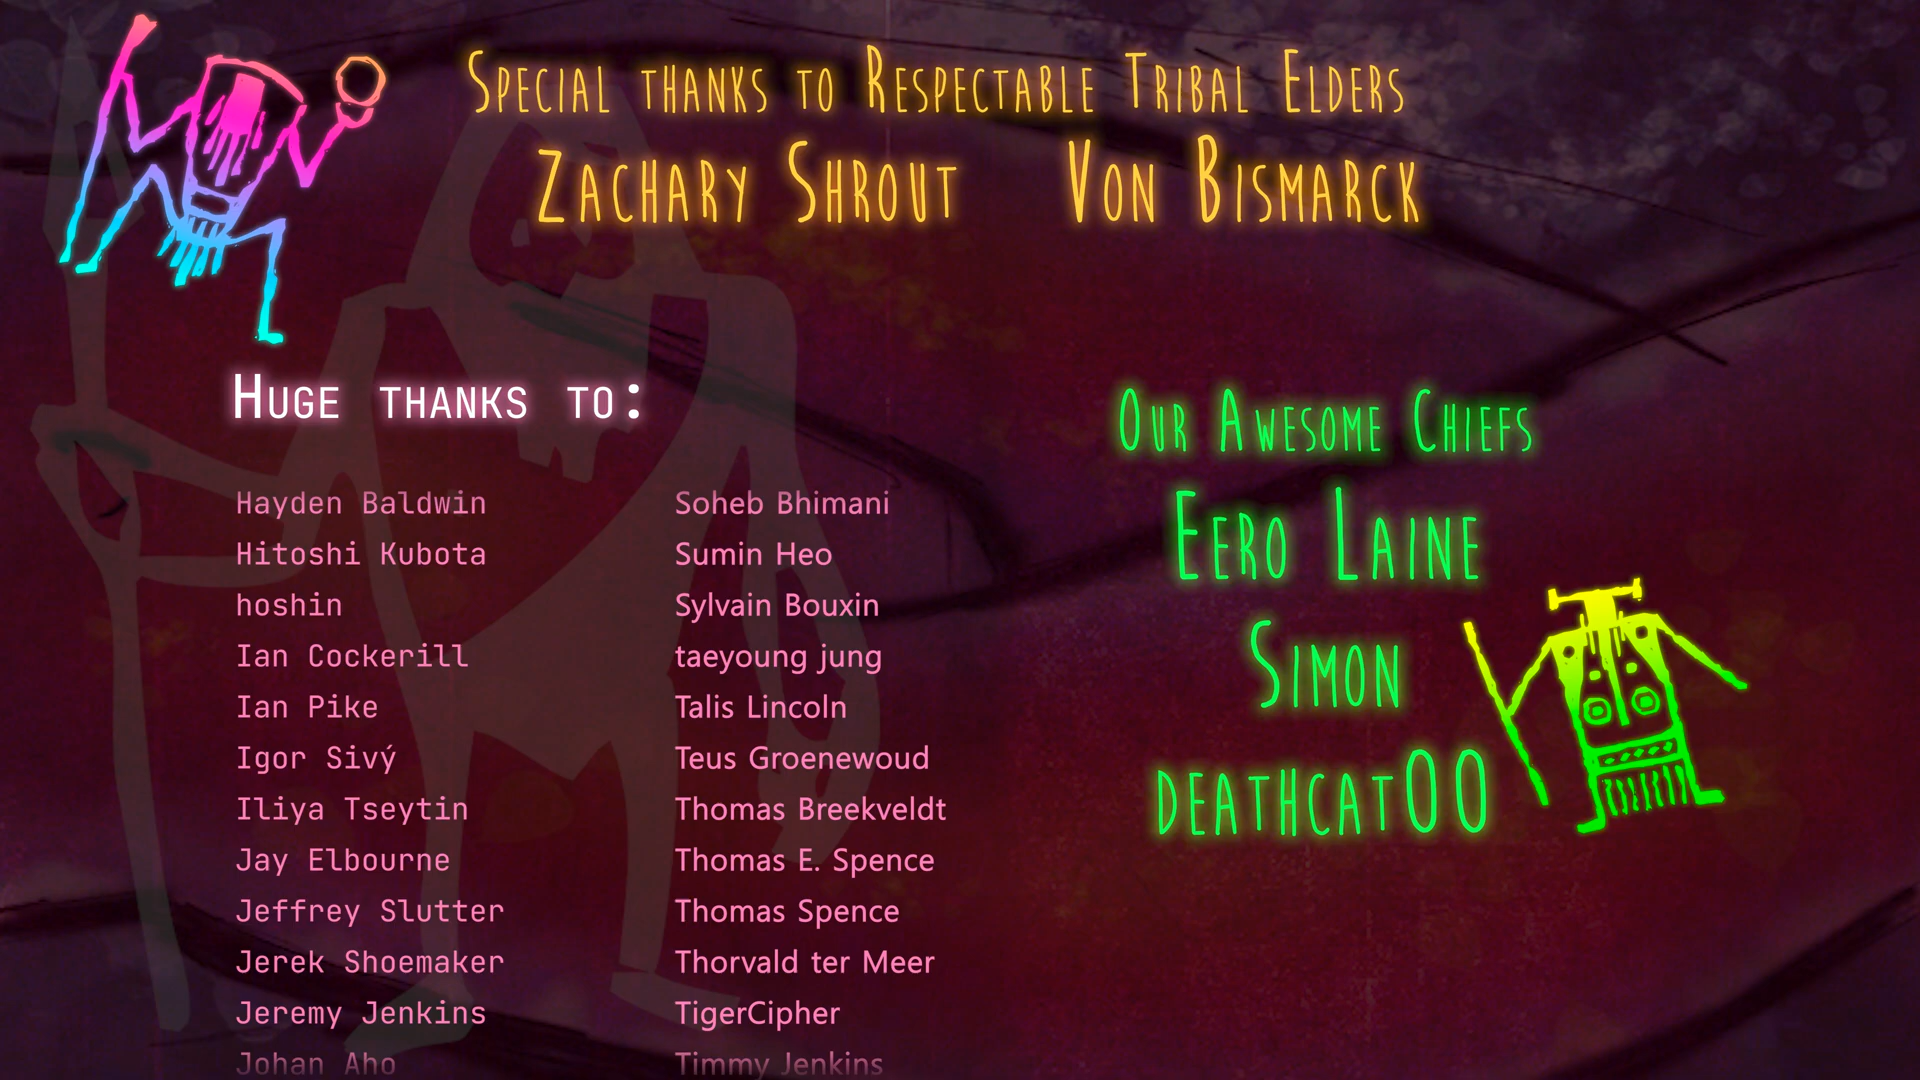 Special thanks to Respectable Tribal Elders
Zachary Shrout Von Bismarck
Huge thanks to:
Hayden Baldwin
Hitoshi Kubota
hoshin
Ian Cockerill
Ian Pike
Igor Sivý
Iliya Tseytin
Jay Elbourne
Jeffrey Slutter
Jerek Shoemaker
Jeremy Jenkins
Johan Aho
Soheb Bhimani
Sumin Heo
Sylvain Bouxin
taeyoung jung
Talis Lincoln
Teus Groenewoud
Thomas Breekveldt
Thomas E. Spence
Thomas Spence
Thorvald ter Meer
TigerCipher
Timmy Jenkins
Our Awesome Chiefs
Eero Laine
Simon
deathcat00